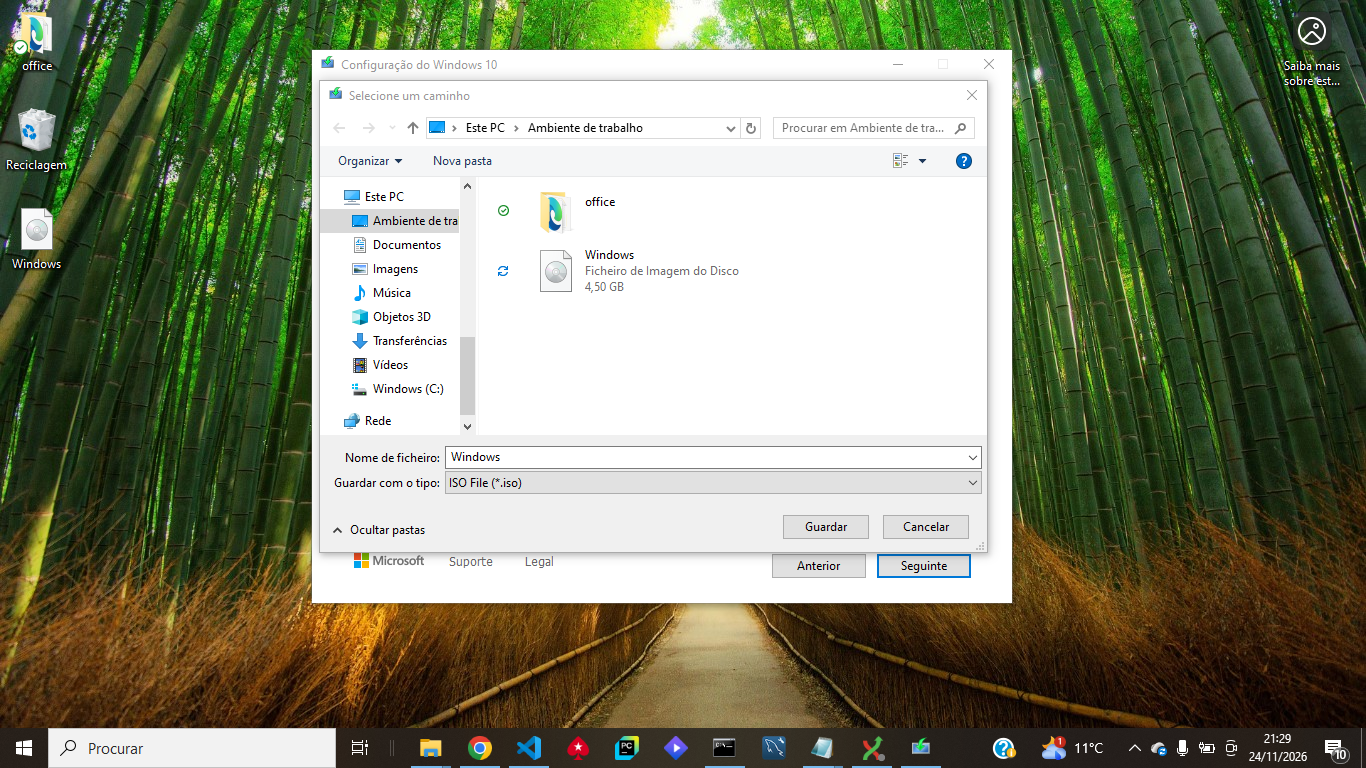 office
Reciclagem
Windows
Saiba mais
sobre est...
Configuração do Windows 10
Selecione um caminho
Este PC
Ambiente de trabalho
Procurar em Ambiente de tra...
Organizar
Nova pasta
?
Este PC
Ambiente de tra
Documentos
Imagens
Música
Objetos 3D
Transferências
Vídeos
Windows (C:)
Rede
office
Windows
Ficheiro de Imagem do Disco
4,50 GB
Nome de ficheiro: Windows
Guardar com o tipo: ISO File (*.iso)
Ocultar pastas
Guardar
Cancelar
Microsoft
Suporte
Legal
Anterior
Seguinte
Procurar
PC
?
1
11°C
21:29
24/11/2026
10